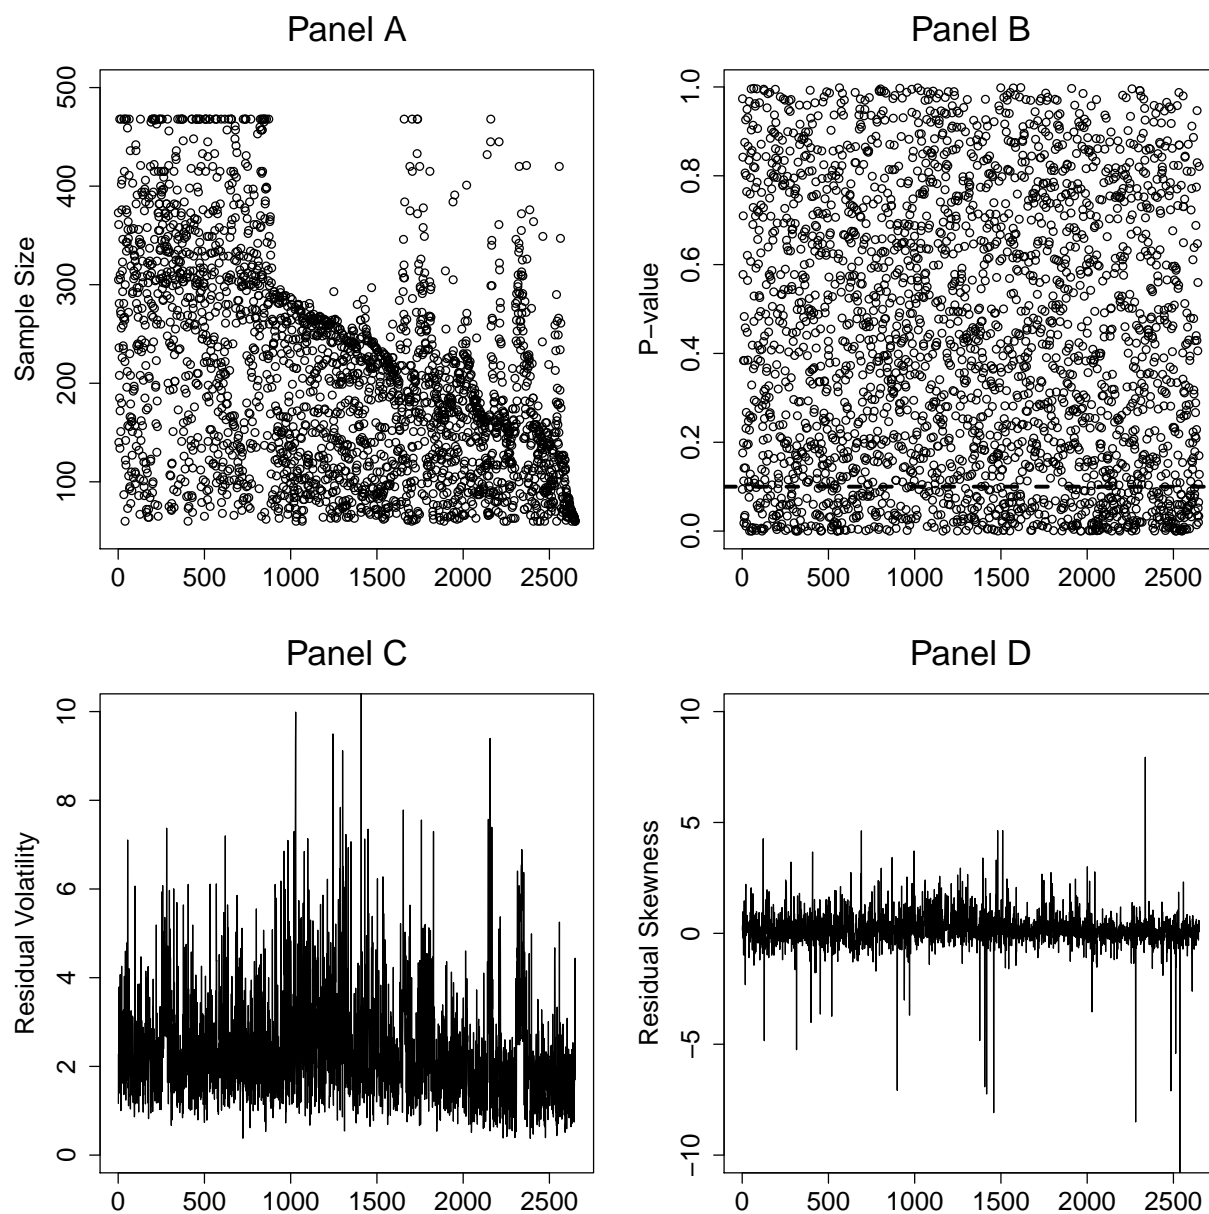 Panel A
Sample Size
500
400
300
200
100
0 500 1000 1500 2000 2500
Panel B
P−value
1.0
0.8
0.6
0.4
0.2
0.0
0 500 1000 1500 2000 2500
Panel C
Residual Volatility
10
8
6
4
2
0
0 500 1000 1500 2000 2500
Panel D
Residual Skewness
10
5
0
−5
−10
0 500 1000 1500 2000 2500